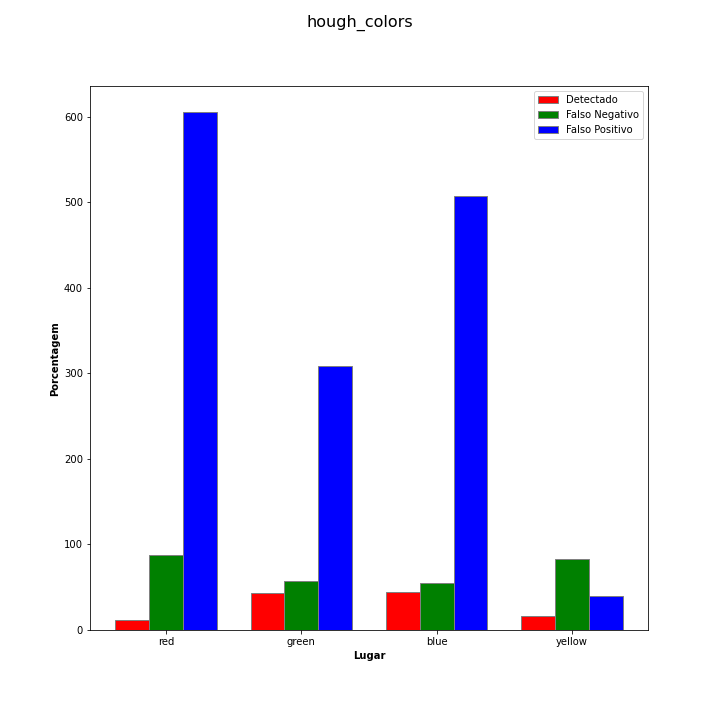 hough_colors
Detectado
Falso Negativo
Falso Positivo
600
500
400
300
200
100
0
Porcentagem
red green blue yellow
Lugar